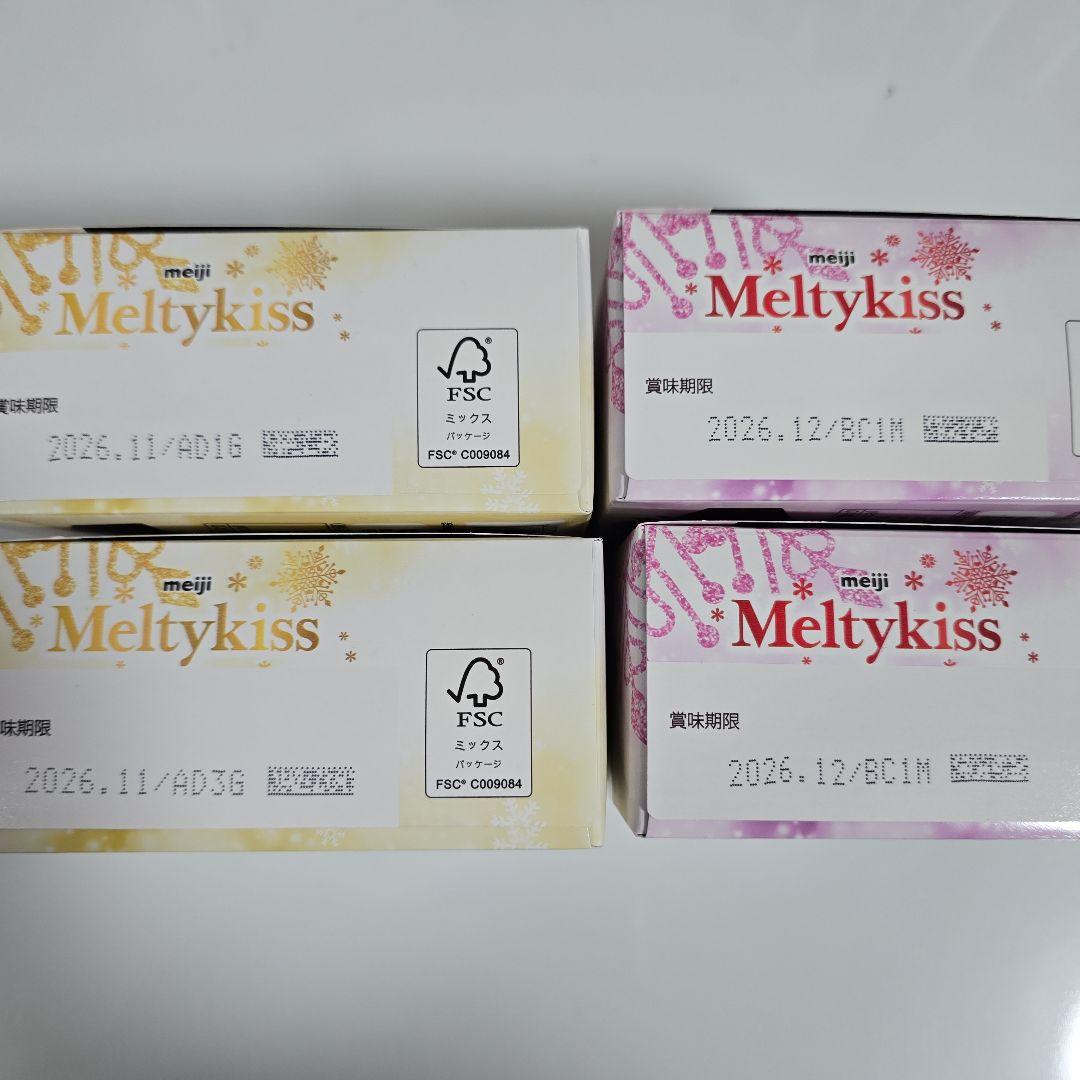 meiji
Meltykiss
賞味期限
2026.11/AD1G
FSC®
ミックス
パッケージ
FSC® C009084
meiji
Meltykiss
賞味期限
2026.12/BC1M
meiji
Meltykiss
味期限
2026.11/AD3G
FSC®
ミックス
パッケージ
FSC® C009084
meiji
Meltykiss
賞味期限
2026.12/BC1M